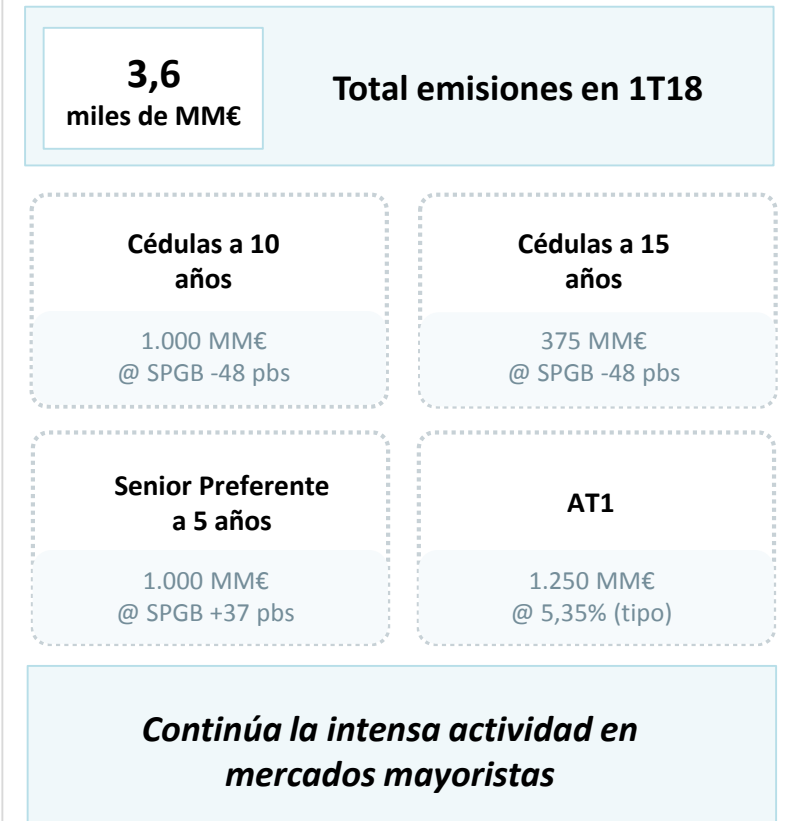 3,6
miles de MM€
Total emisiones en 1T18
Cédulas a 10
años
1.000 MM€
@ SPGB -48 pbs
Cédulas a 15
años
375 MM€
@ SPGB -48 pbs
Senior Preferente
a 5 años
1.000 MM€
@ SPGB +37 pbs
AT1
1.250 MM€
@ 5,35% (tipo)
Continúa la intensa actividad en
mercados mayoristas